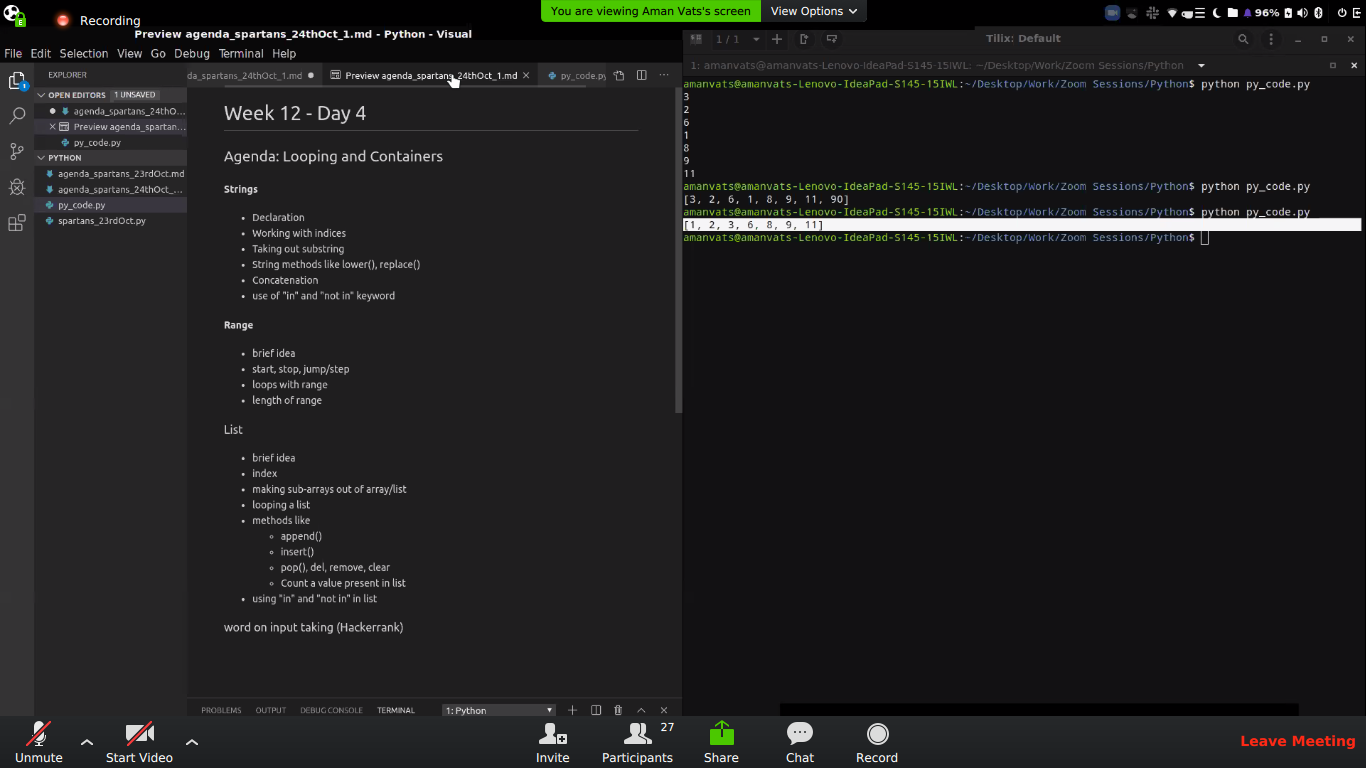 You are viewing Aman Vats's screen View Options
Recording 96%
Preview agenda_spartans_24thOct_1.md - Python - Visual
1 / 1 Tilix: Default
File Edit Selection View Go Debug Terminal Help
1: amanvats@amanvats-Lenovo-IdeaPad-S145-15IWL: ~/Desktop/Work/Zoom Sessions/Python
EXPLORER
OPEN EDITORS 1 UNSAVED
agenda_spartans_24thO...
Preview agenda_spartan...
py_code.py
PYTHON
agenda_spartans_23rdOct.md
agenda_spartans_24thOct_...
py_code.py
spartans_23rdOct.py
da_spartans_24thOct_1.md Preview agenda_spartans_24thOct_1.md py_code.py
Week 12 - Day 4
Agenda: Looping and Containers
Strings
• Declaration
• Working with indices
• Taking out substring
• String methods like lower(), replace()
• Concatenation
• use of "in" and "not in" keyword
Range
• brief idea
• start, stop, jump/step
• loops with range
• length of range
List
• brief idea
• index
• making sub-arrays out of array/list
• looping a list
• methods like
◦ append()
◦ insert()
◦ pop(), del, remove, clear
◦ Count a value present in list
• using "in" and "not in" in list
word on input taking (Hackerrank)
PROBLEMS OUTPUT DEBUG CONSOLE TERMINAL 1: Python
amanvats@amanvats-Lenovo-IdeaPad-S145-15IWL:~/Desktop/Work/Zoom Sessions/Python$ python py_code.py
3
2
6
1
8
9
11
amanvats@amanvats-Lenovo-IdeaPad-S145-15IWL:~/Desktop/Work/Zoom Sessions/Python$ python py_code.py
[3, 2, 6, 1, 8, 9, 11, 90]
amanvats@amanvats-Lenovo-IdeaPad-S145-15IWL:~/Desktop/Work/Zoom Sessions/Python$ python py_code.py
[1, 2, 3, 6, 8, 9, 11]
amanvats@amanvats-Lenovo-IdeaPad-S145-15IWL:~/Desktop/Work/Zoom Sessions/Python$
Unmute Start Video Invite Participants 27 Share Chat Record Leave Meeting